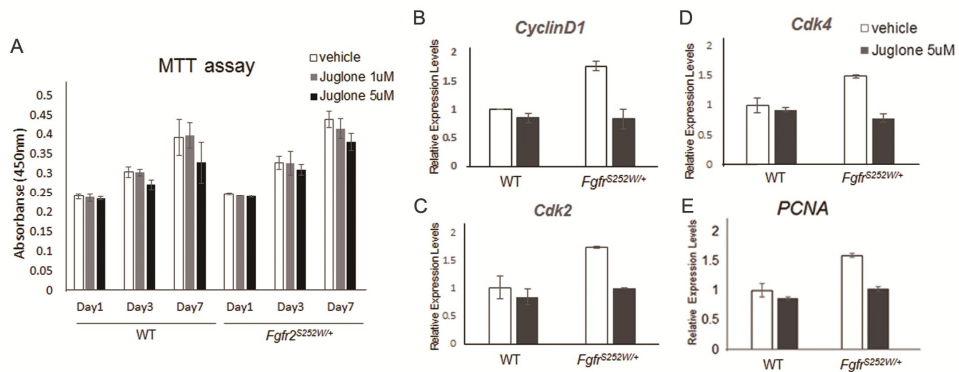 A
MTT assay
vehicle
Juglone 1uM
Juglone 5uM
Absorbanse (450nm)
0.5
0.45
0.4
0.35
0.3
0.25
0.2
0.15
0.1
0.05
0
Day1 Day3 Day7 Day1 Day3 Day7
WT Fgfr2S252W/+
B
CyclinD1
Relative Expression Levels
2
1.5
1
0.5
0
WT FgfrS252W/+
C
Cdk2
Relative Expression Levels
2
1.5
1
0.5
0
WT FgfrS252W/+
D
Cdk4
vehicle
Juglone 5uM
Relative Expression Levels
2
1.5
1
0.5
0
WT FgfrS252W/+
E
PCNA
Relative Expression Levels
2
1.5
1
0.5
0
WT FgfrS252W/+